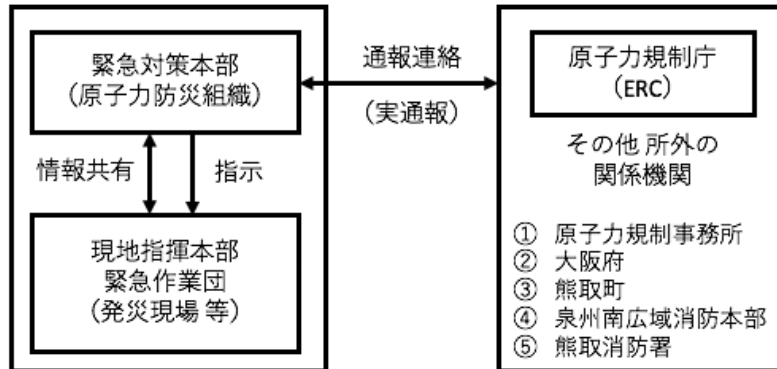 緊急対策本部
(原子力防災組織)
情報共有
指示
現地指揮本部
緊急作業団
(発災現場 等)
通報連絡
(実通報)
原子力規制庁
(ERC)
その他 所外の
関係機関
① 原子力規制事務所
② 大阪府
③ 熊取町
④ 泉州南広域消防本部
⑤ 熊取消防署